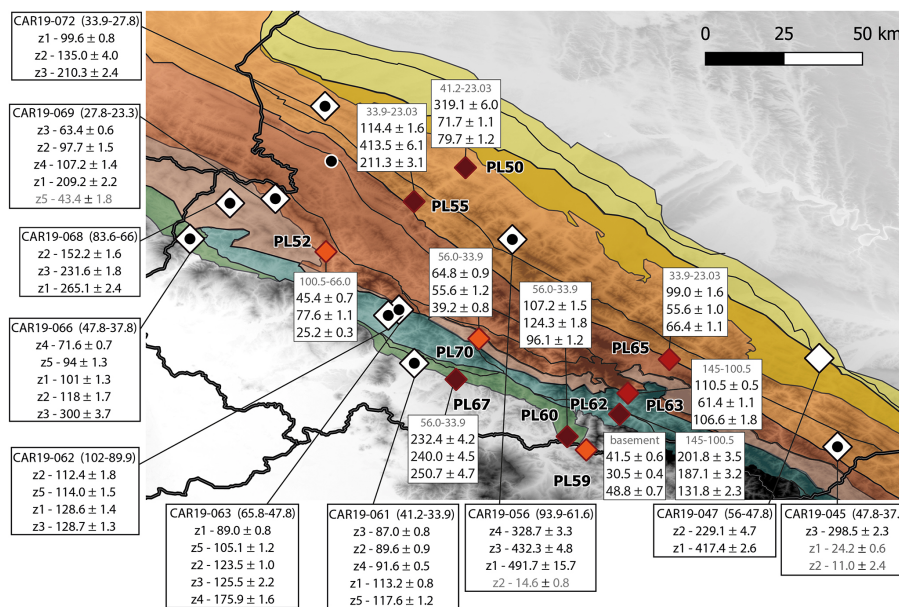 CAR19-072 (33.9-27.8)
z1 - 99.6 ± 0.8
z2 - 135.0 ± 4.0
z3 - 210.3 ± 2.4
CAR19-069 (27.8-23.3)
z3 - 63.4 ± 0.6
z2 - 97.7 ± 1.5
z4 - 107.2 ± 1.4
z1 - 209.2 ± 2.2
z5 - 43.4 ± 1.8
CAR19-068 (83.6-66)
z2 - 152.2 ± 1.6
z3 - 231.6 ± 1.8
z1 - 265.1 ± 2.4
CAR19-066 (47.8-37.8)
z4 - 71.6 ± 0.7
z5 - 94 ± 1.3
z1 - 101 ± 1.3
z2 - 118 ± 1.7
z3 - 300 ± 3.7
CAR19-062 (102-89.9)
z2 - 112.4 ± 1.8
z5 - 114.0 ± 1.5
z1 - 128.6 ± 1.4
z3 - 128.7 ± 1.3
0 25 50 km
41.2-23.03
319.1 ± 6.0
71.7 ± 1.1
79.7 ± 1.2
PL50
33.9-23.03
114.4 ± 1.6
413.5 ± 6.1
211.3 ± 3.1
PL55
PL52
100.5-66.0
45.4 ± 0.7
77.6 ± 1.1
25.2 ± 0.3
56.0-33.9
64.8 ± 0.9
55.6 ± 1.2
39.2 ± 0.8
PL70
56.0-33.9
107.2 ± 1.5
124.3 ± 1.8
96.1 ± 1.2
33.9-23.03
99.0 ± 1.6
55.6 ± 1.0
66.4 ± 1.1
PL65
145-100.5
110.5 ± 0.5
61.4 ± 1.1
106.6 ± 1.8
PL62
PL63
PL67
PL60
PL59
56.0-33.9
232.4 ± 4.2
240.0 ± 4.5
250.7 ± 4.7
basement
41.5 ± 0.6
30.5 ± 0.4
48.8 ± 0.7
145-100.5
201.8 ± 3.5
187.1 ± 3.2
131.8 ± 2.3
CAR19-063 (65.8-47.8)
z1 - 89.0 ± 0.8
z5 - 105.1 ± 1.2
z2 - 123.5 ± 1.0
z3 - 125.5 ± 2.2
z4 - 175.9 ± 1.6
CAR19-061 (41.2-33.9)
z3 - 87.0 ± 0.8
z2 - 89.6 ± 0.9
z4 - 91.6 ± 0.5
z1 - 113.2 ± 0.8
z5 - 117.6 ± 1.2
CAR19-056 (93.9-61.6)
z4 - 328.7 ± 3.3
z3 - 432.3 ± 4.8
z1 - 491.7 ± 15.7
z2 - 14.6 ± 0.8
CAR19-047 (56-47.8)
z2 - 229.1 ± 4.7
z1 - 417.4 ± 2.6
CAR19-045 (47.8-37.
z3 - 298.5 ± 2.3
z1 - 24.2 ± 0.6
z2 - 11.0 ± 2.4